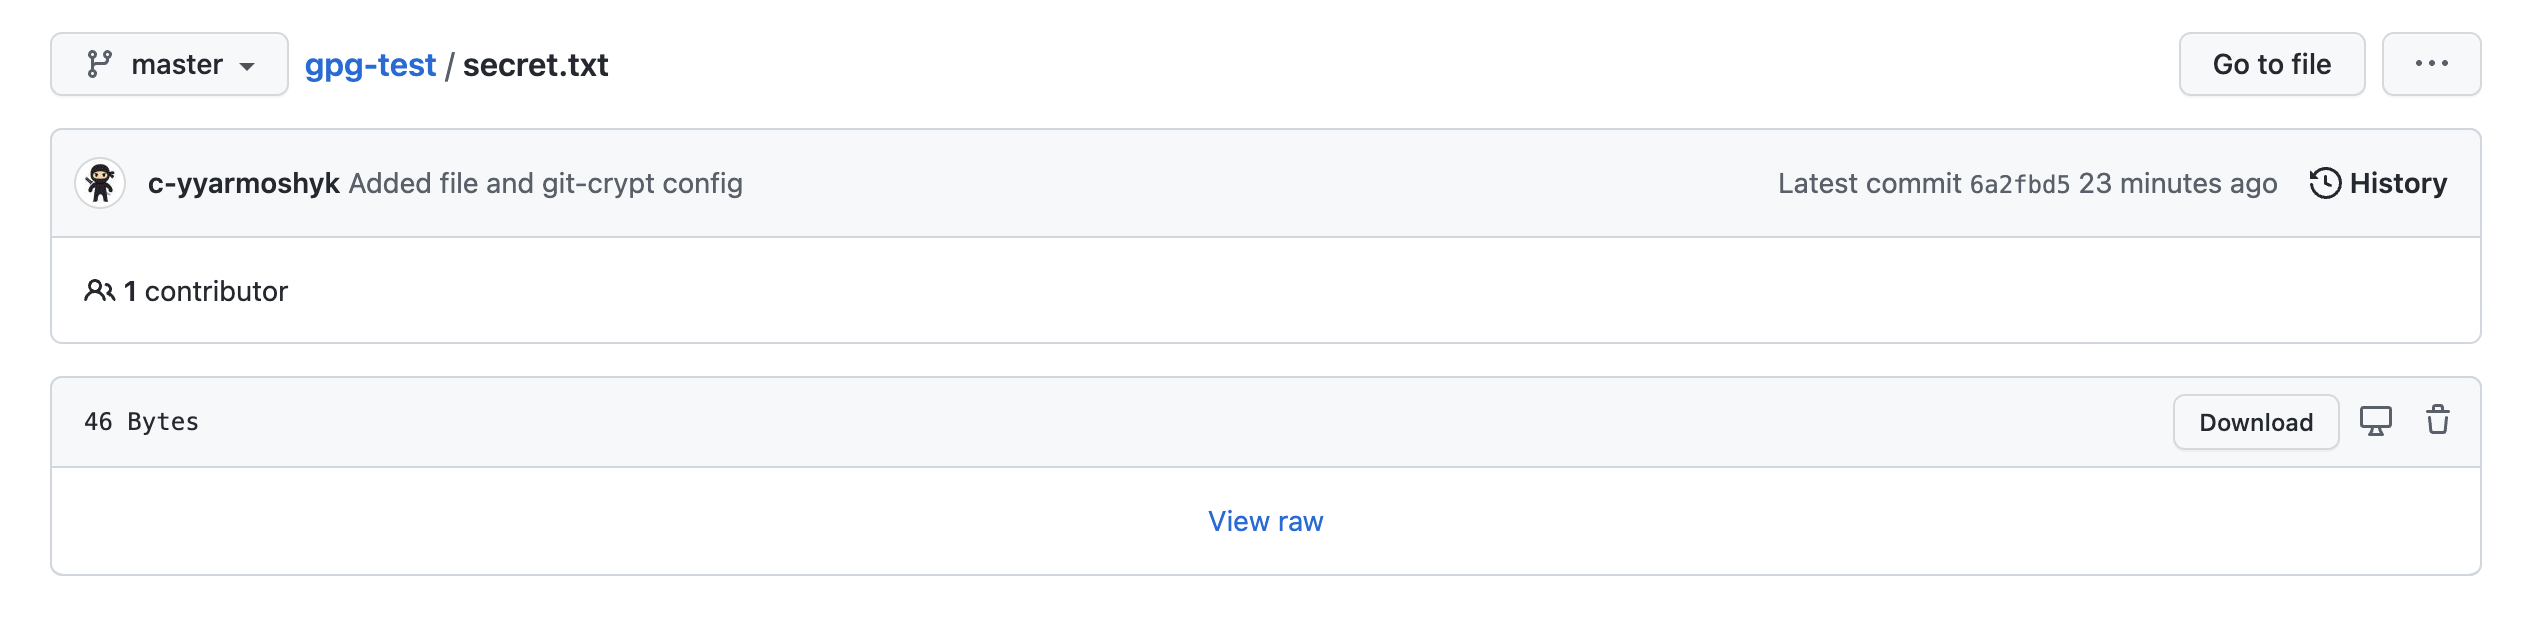 master gpg-test / secret.txt Go to file ...
c-yyarmoshyk Added file and git-crypt config Latest commit 6a2fbd5 23 minutes ago History
1 contributor
46 Bytes Download
View raw